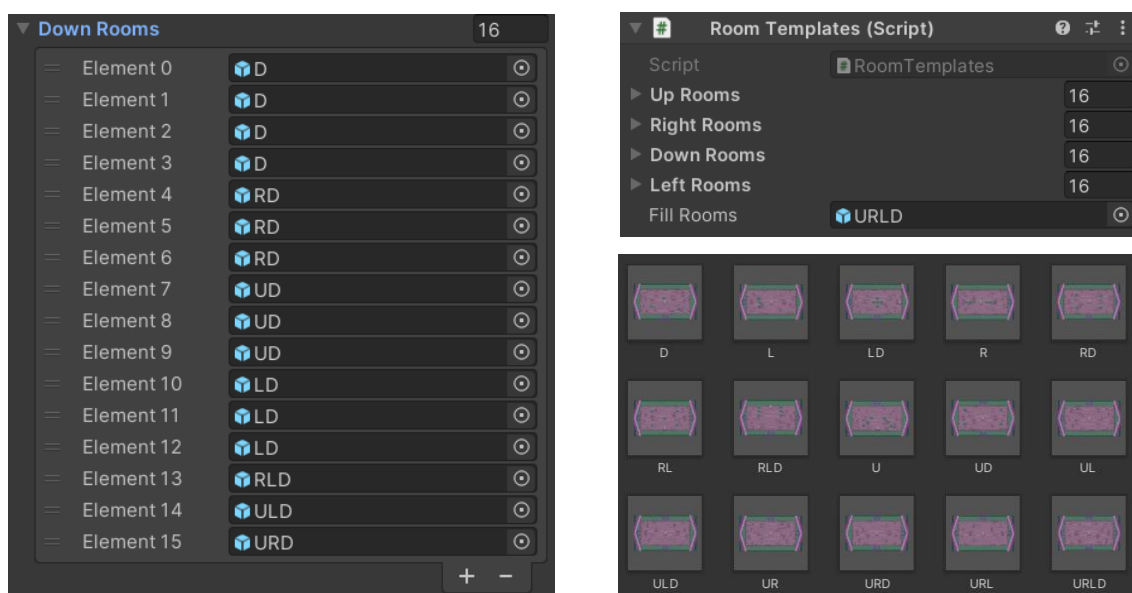 Down Rooms 16
Element 0 D
Element 1 D
Element 2 D
Element 3 D
Element 4 RD
Element 5 RD
Element 6 RD
Element 7 UD
Element 8 UD
Element 9 UD
Element 10 LD
Element 11 LD
Element 12 LD
Element 13 RLD
Element 14 ULD
Element 15 URD
+ −
# Room Templates (Script)
Script # RoomTemplates
Up Rooms 16
Right Rooms 16
Down Rooms 16
Left Rooms 16
Fill Rooms URLD
D L LD R RD
RL RLD U UD UL
ULD UR URD URL URLD